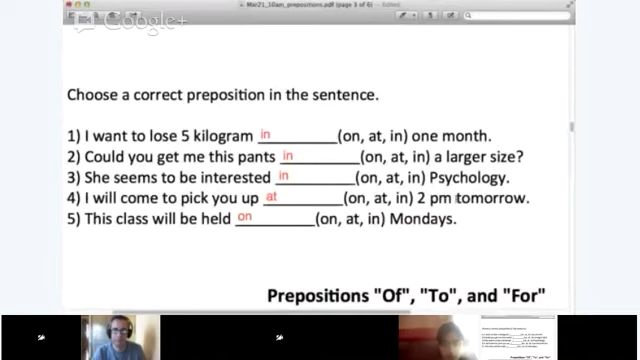 Mar21_10am_prepositions.pdf (page 3 of 6) — Edited
Google+
Choose a correct preposition in the sentence.
1) I want to lose 5 kilogram in (on, at, in) one month.
2) Could you get me this pants in (on, at, in) a larger size?
3) She seems to be interested in (on, at, in) Psychology.
4) I will come to pick you up at (on, at, in) 2 pm tomorrow.
5) This class will be held on (on, at, in) Mondays.
Prepositions "Of", "To", and "For"